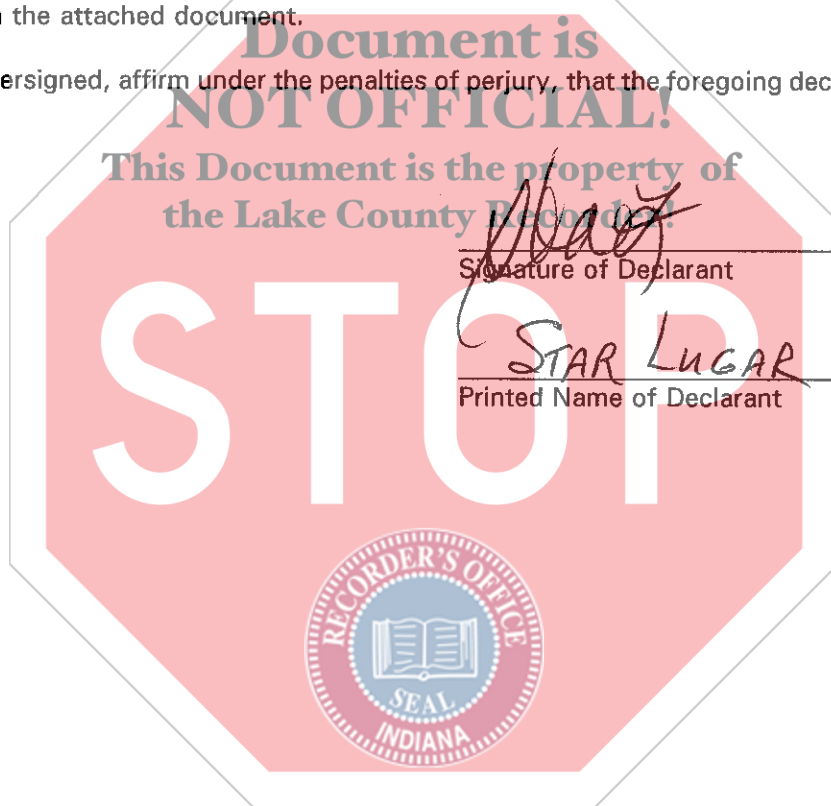 the attached document.
Document is
ersigned, affirm under the penalties of perjury, that the foregoing dec
NOT OFFICIAL!
This Document is the property of
the Lake County Recorder!
Signature of Declarant
STAR LUGAR
Printed Name of Declarant
STOP
RECORDER'S OFFICE
SEAL
INDIANA